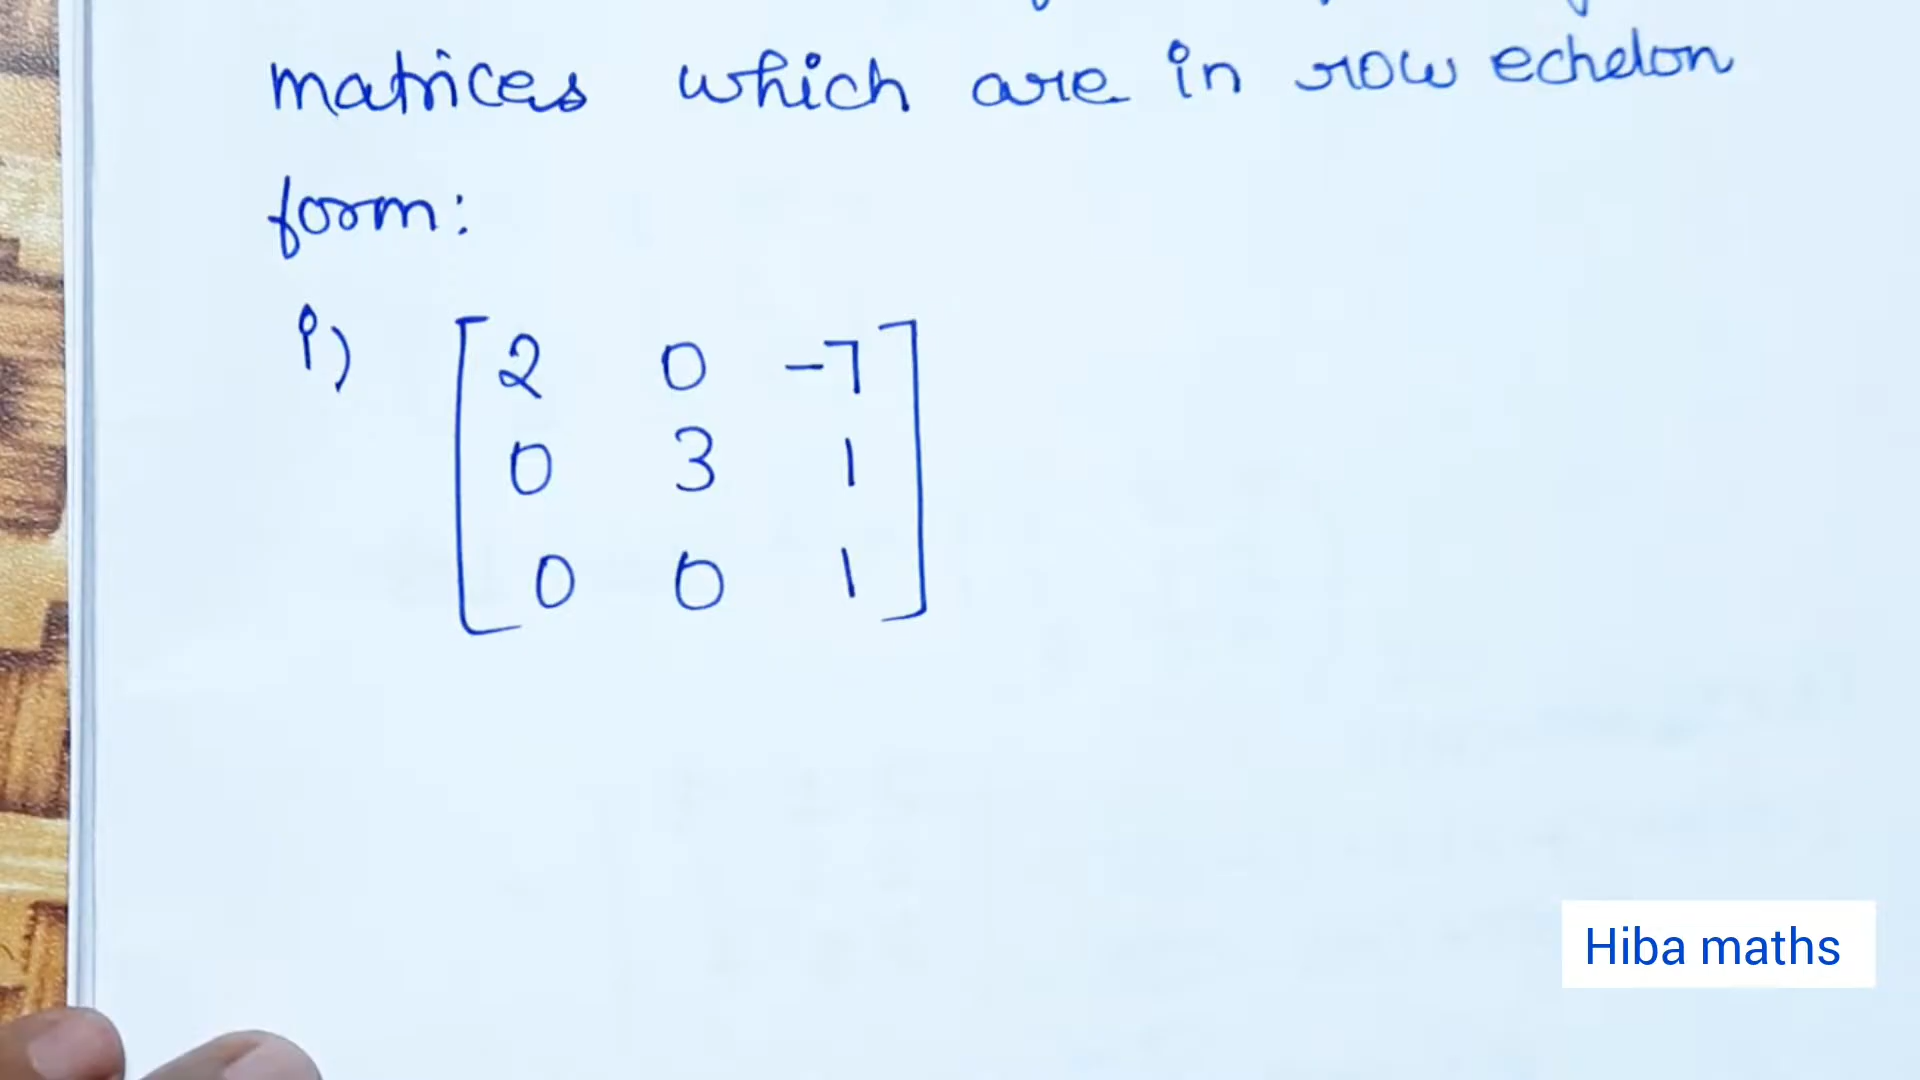 matrices which are in row echelon
form:
i) [2 0 -7
0 3 1
0 0 1]
Hiba maths